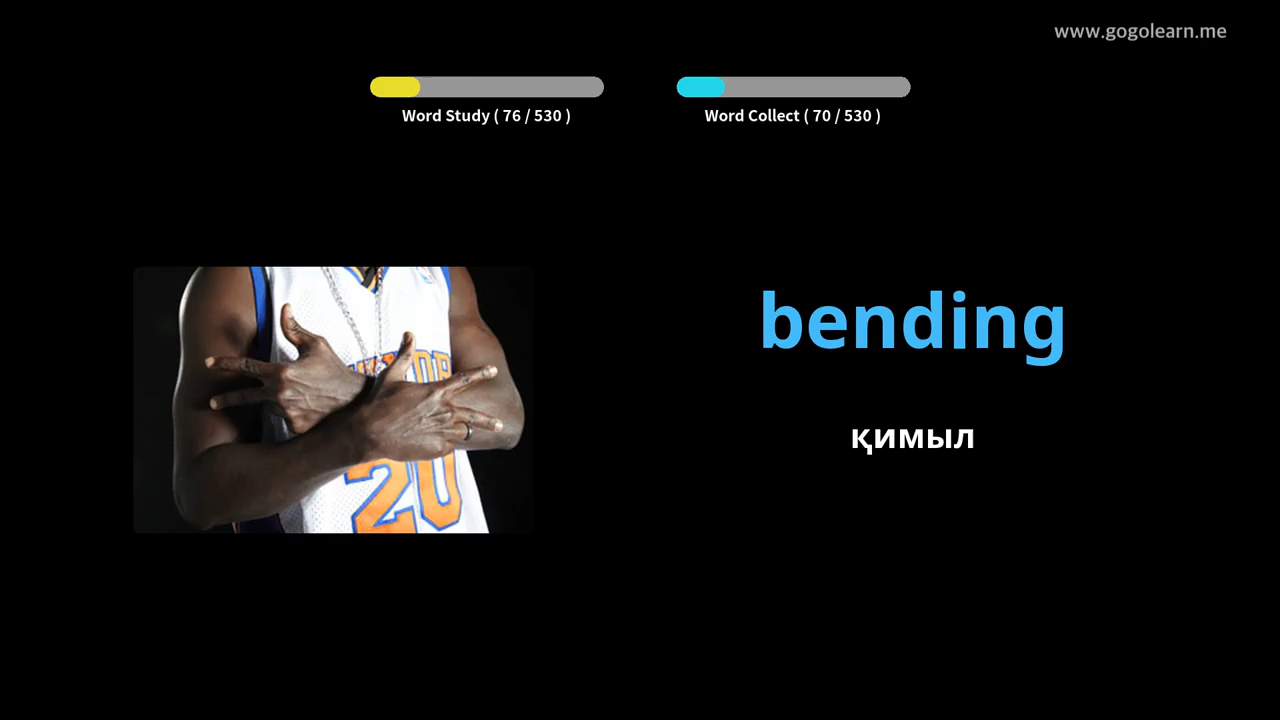 www.gogolearn.me
Word Study ( 76 / 530 )
Word Collect ( 70 / 530 )
bending
қимыл
20